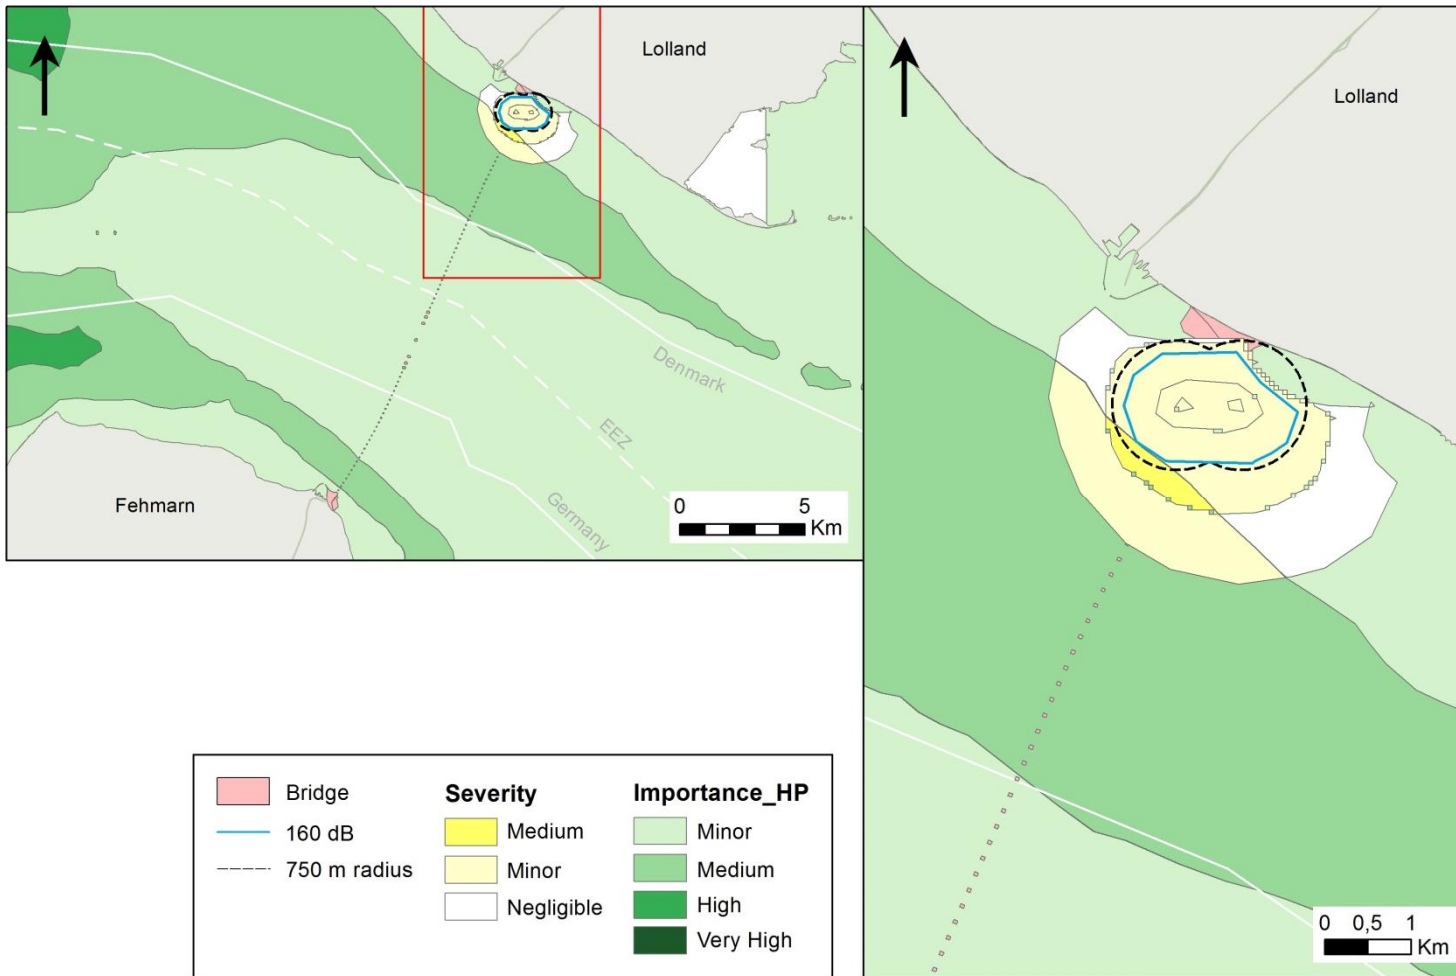 Lolland
Lolland
Denmark
EEZ
Germany
Fehmarn
0 5
Km
Bridge
160 dB
750 m radius
Severity
Medium
Minor
Negligible
Importance_HP
Minor
Medium
High
Very High
0 0,5 1
Km